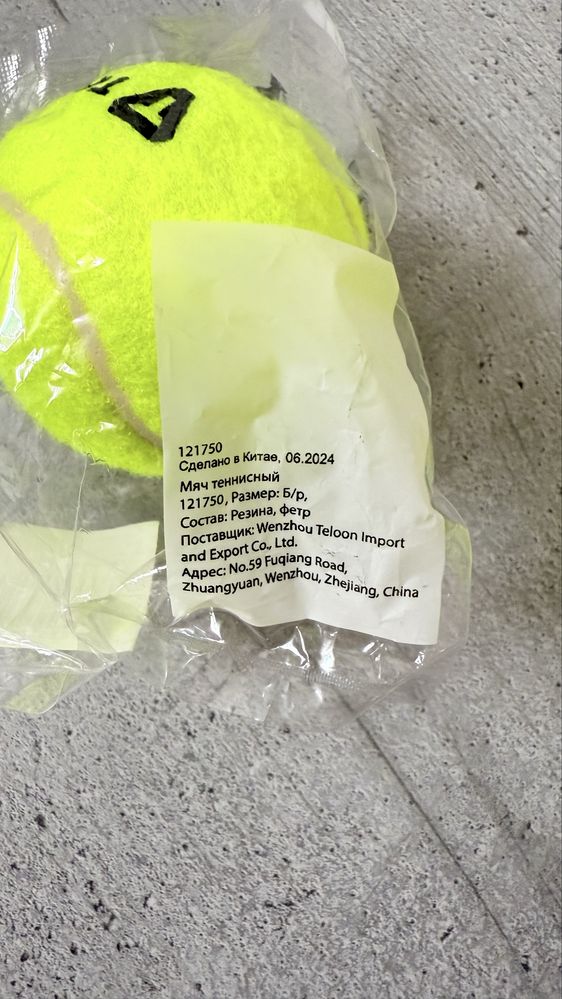 121750
Сделано в Китае, 06.2024
Мяч теннисный
121750, Размер: Б/р,
Состав: Резина, фетр
Поставщик: Wenzhou Teloon Import
and Export Co., Ltd.
Адрес: No.59 Fuqiang Road,
Zhuangyuan, Wenzhou, Zhejiang, China